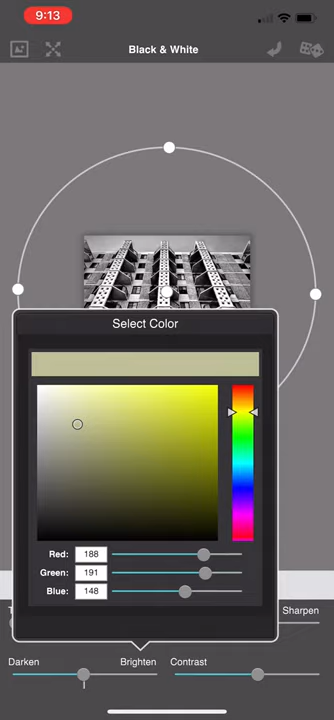 9:13
Black & White
Select Color
Red: 188
Green: 191
Blue: 148
T
Sharpen
Darken Brighten Contrast